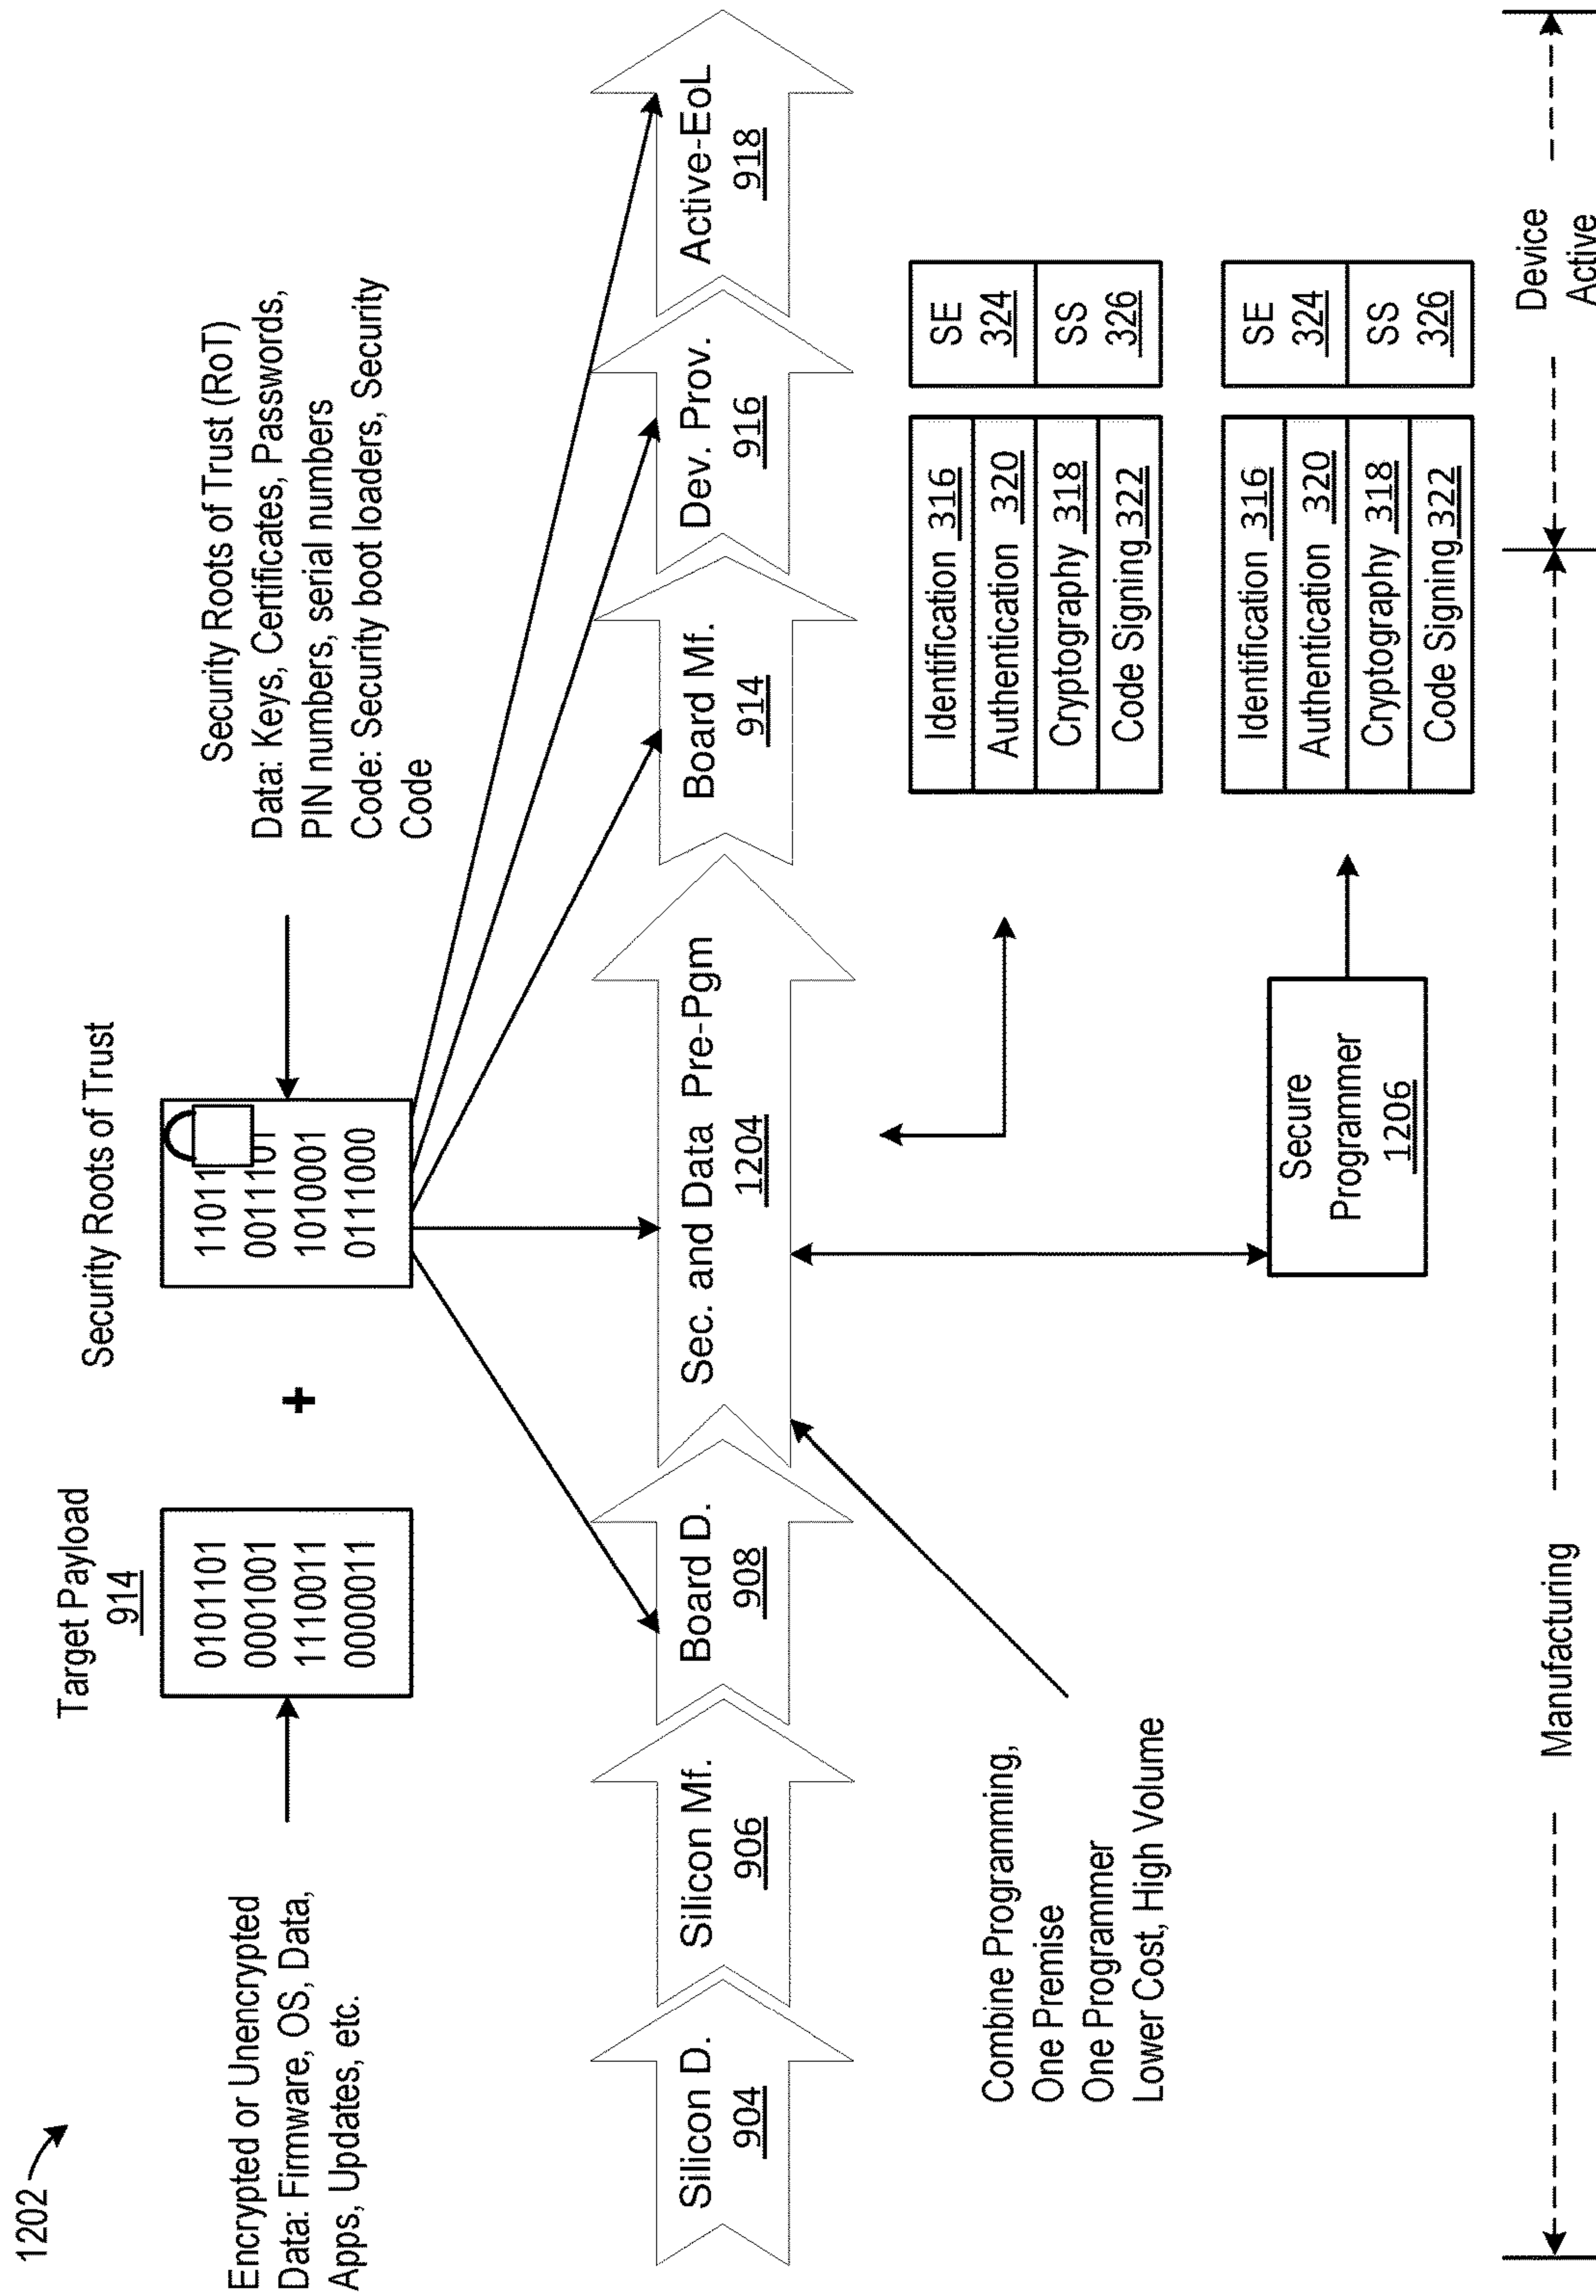 1202
Target Payload
914
Security Roots of Trust
Encrypted or Unencrypted
Data: Firmware, OS, Data,
Apps, Updates, etc.
0101101
0001001
1110011
0000011
+
11011
0011101
1010001
0111000
Security Roots of Trust (RoT)
Data: Keys, Certificates, Passwords,
PIN numbers, serial numbers
Code: Security boot loaders, Security
Code
Silicon D.
904
Silicon Mf.
906
Board D.
908
Sec. and Data Pre-Pgm
1204
Board Mf.
914
Dev. Prov.
916
Active-EoL
918
Combine Programming,
One Premise
One Programmer
Lower Cost, High Volume
Identification 316
Authentication 320
Cryptography 318
Code Signing 322
SE
324
SS
326
Secure
Programmer
1206
Identification 316
Authentication 320
Cryptography 318
Code Signing 322
SE
324
SS
326
Manufacturing
Device
Active